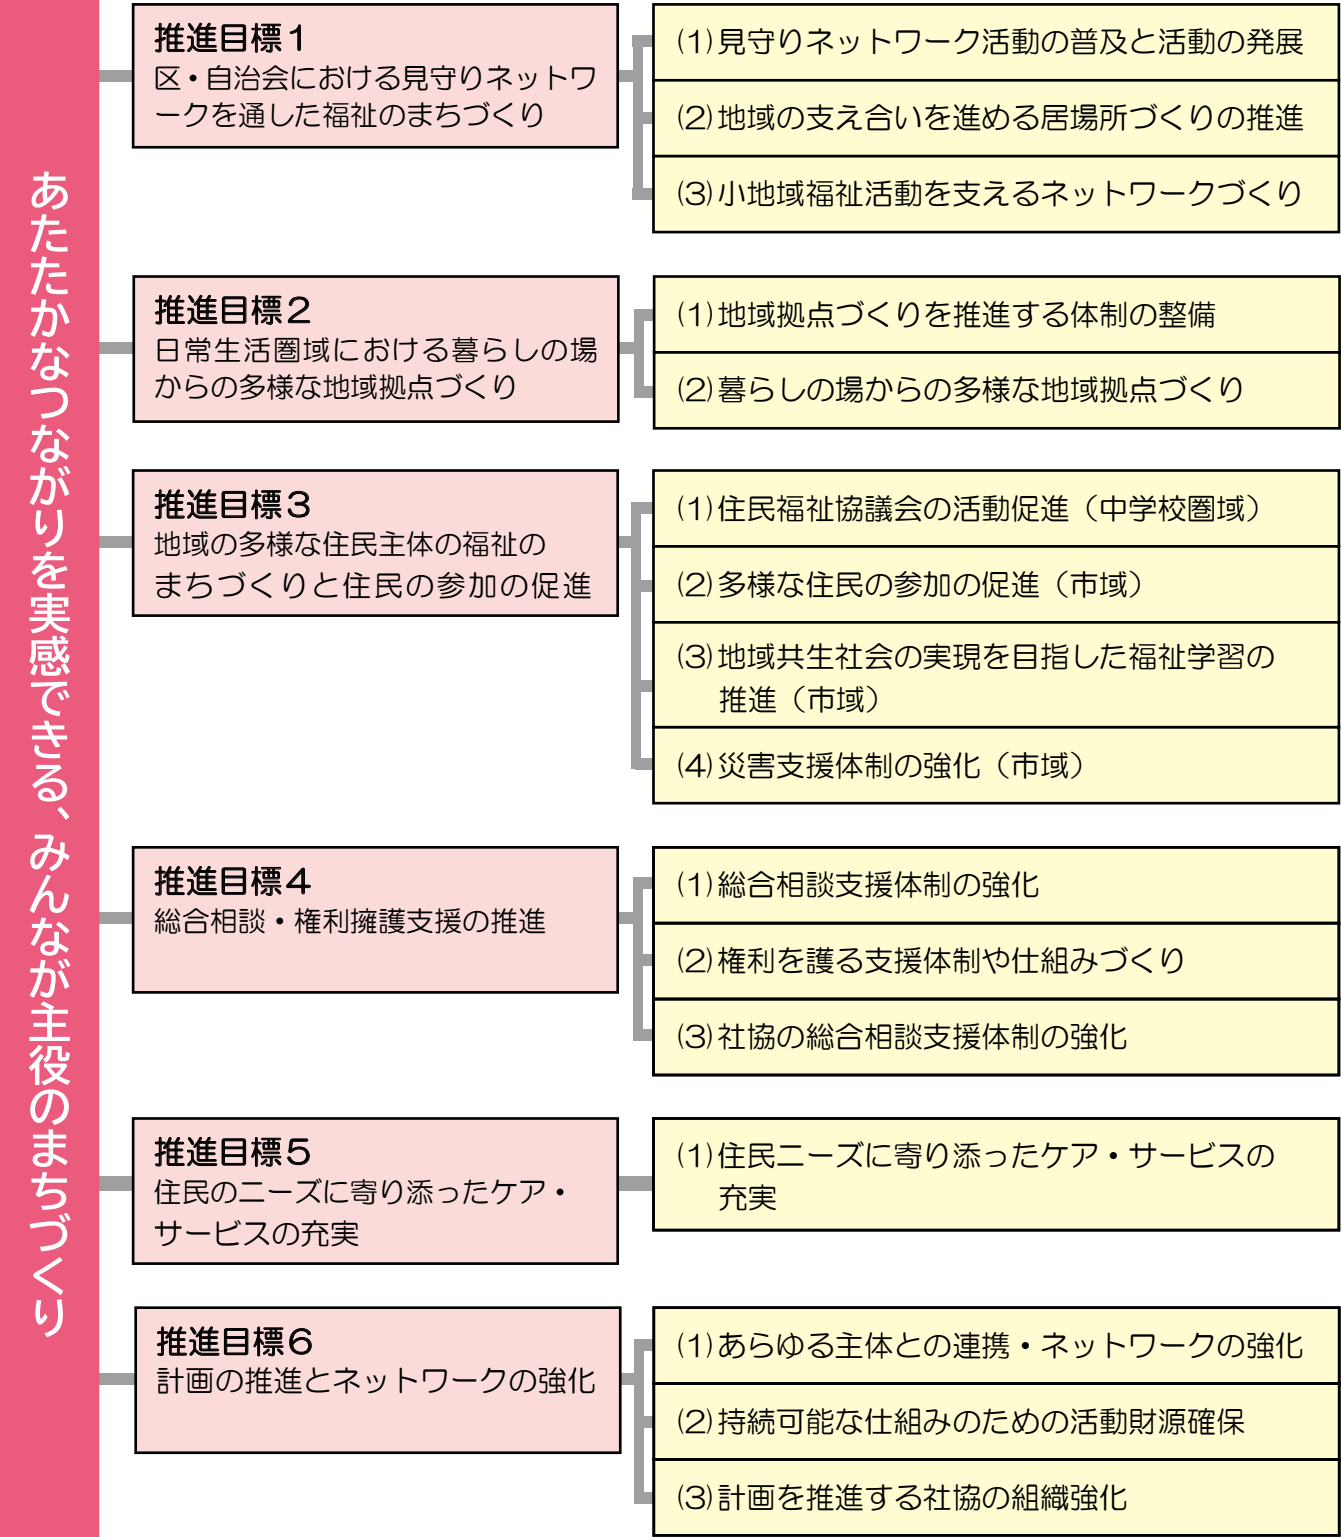 あたたかなつながりを実感できる、みんなが主役のまちづくり
推進目標1
区・自治会における見守りネットワ
ークを通した福祉のまちづくり
(1)見守りネットワーク活動の普及と活動の発展
(2)地域の支え合いを進める居場所づくりの推進
(3)小地域福祉活動を支えるネットワークづくり
推進目標2
日常生活圏域における暮らしの場
からの多様な地域拠点づくり
(1)地域拠点づくりを推進する体制の整備
(2)暮らしの場からの多様な地域拠点づくり
推進目標3
地域の多様な住民主体の福祉の
まちづくりと住民の参加の促進
(1)住民福祉協議会の活動促進（中学校圏域）
(2)多様な住民の参加の促進（市域）
(3)地域共生社会の実現を目指した福祉学習の
推進（市域）
(4)災害支援体制の強化（市域）
推進目標4
総合相談・権利擁護支援の推進
(1)総合相談支援体制の強化
(2)権利を護る支援体制や仕組みづくり
(3)社協の総合相談支援体制の強化
推進目標5
住民のニーズに寄り添ったケア・
サービスの充実
(1)住民ニーズに寄り添ったケア・サービスの
充実
推進目標6
計画の推進とネットワークの強化
(1)あらゆる主体との連携・ネットワークの強化
(2)持続可能な仕組みのための活動財源確保
(3)計画を推進する社協の組織強化